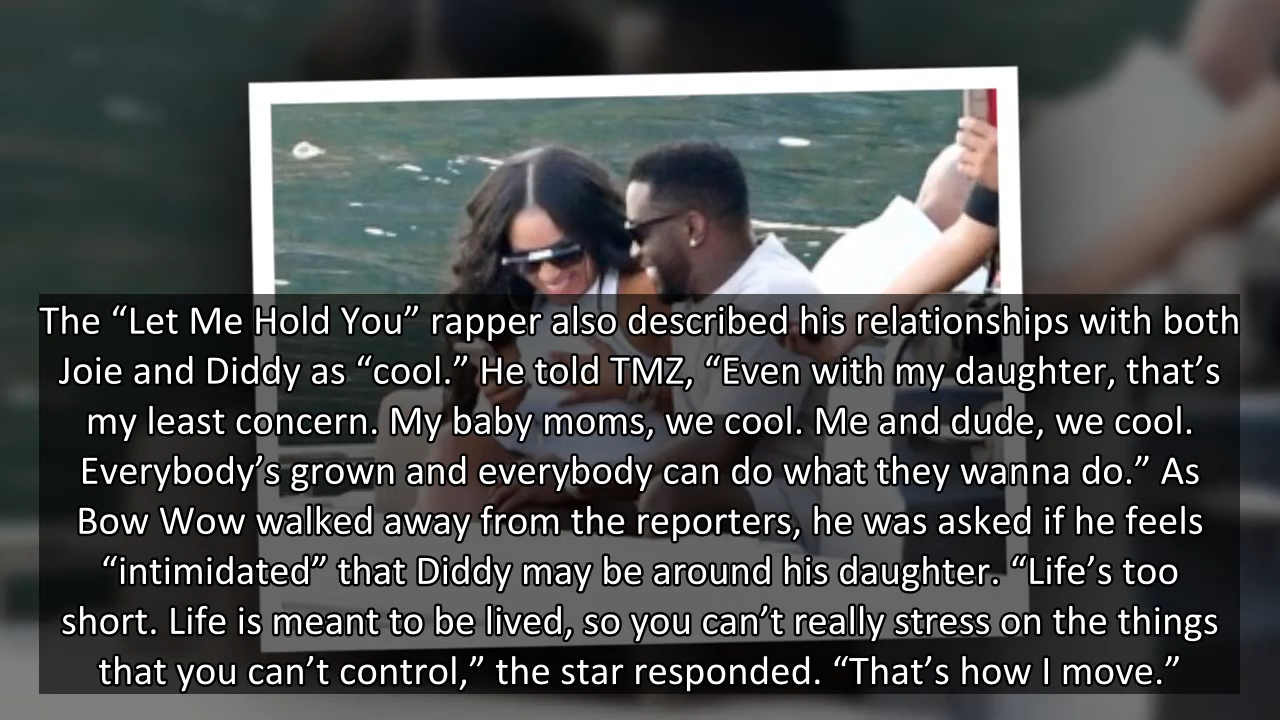 The “Let Me Hold You” rapper also described his relationships with both
Joie and Diddy as “cool.” He told TMZ, “Even with my daughter, that’s
my least concern. My baby moms, we cool. Me and dude, we cool.
Everybody’s grown and everybody can do what they wanna do.” As
Bow Wow walked away from the reporters, he was asked if he feels
“intimidated” that Diddy may be around his daughter. “Life’s too
short. Life is meant to be lived, so you can’t really stress on the things
that you can’t control,” the star responded. “That’s how I move.”